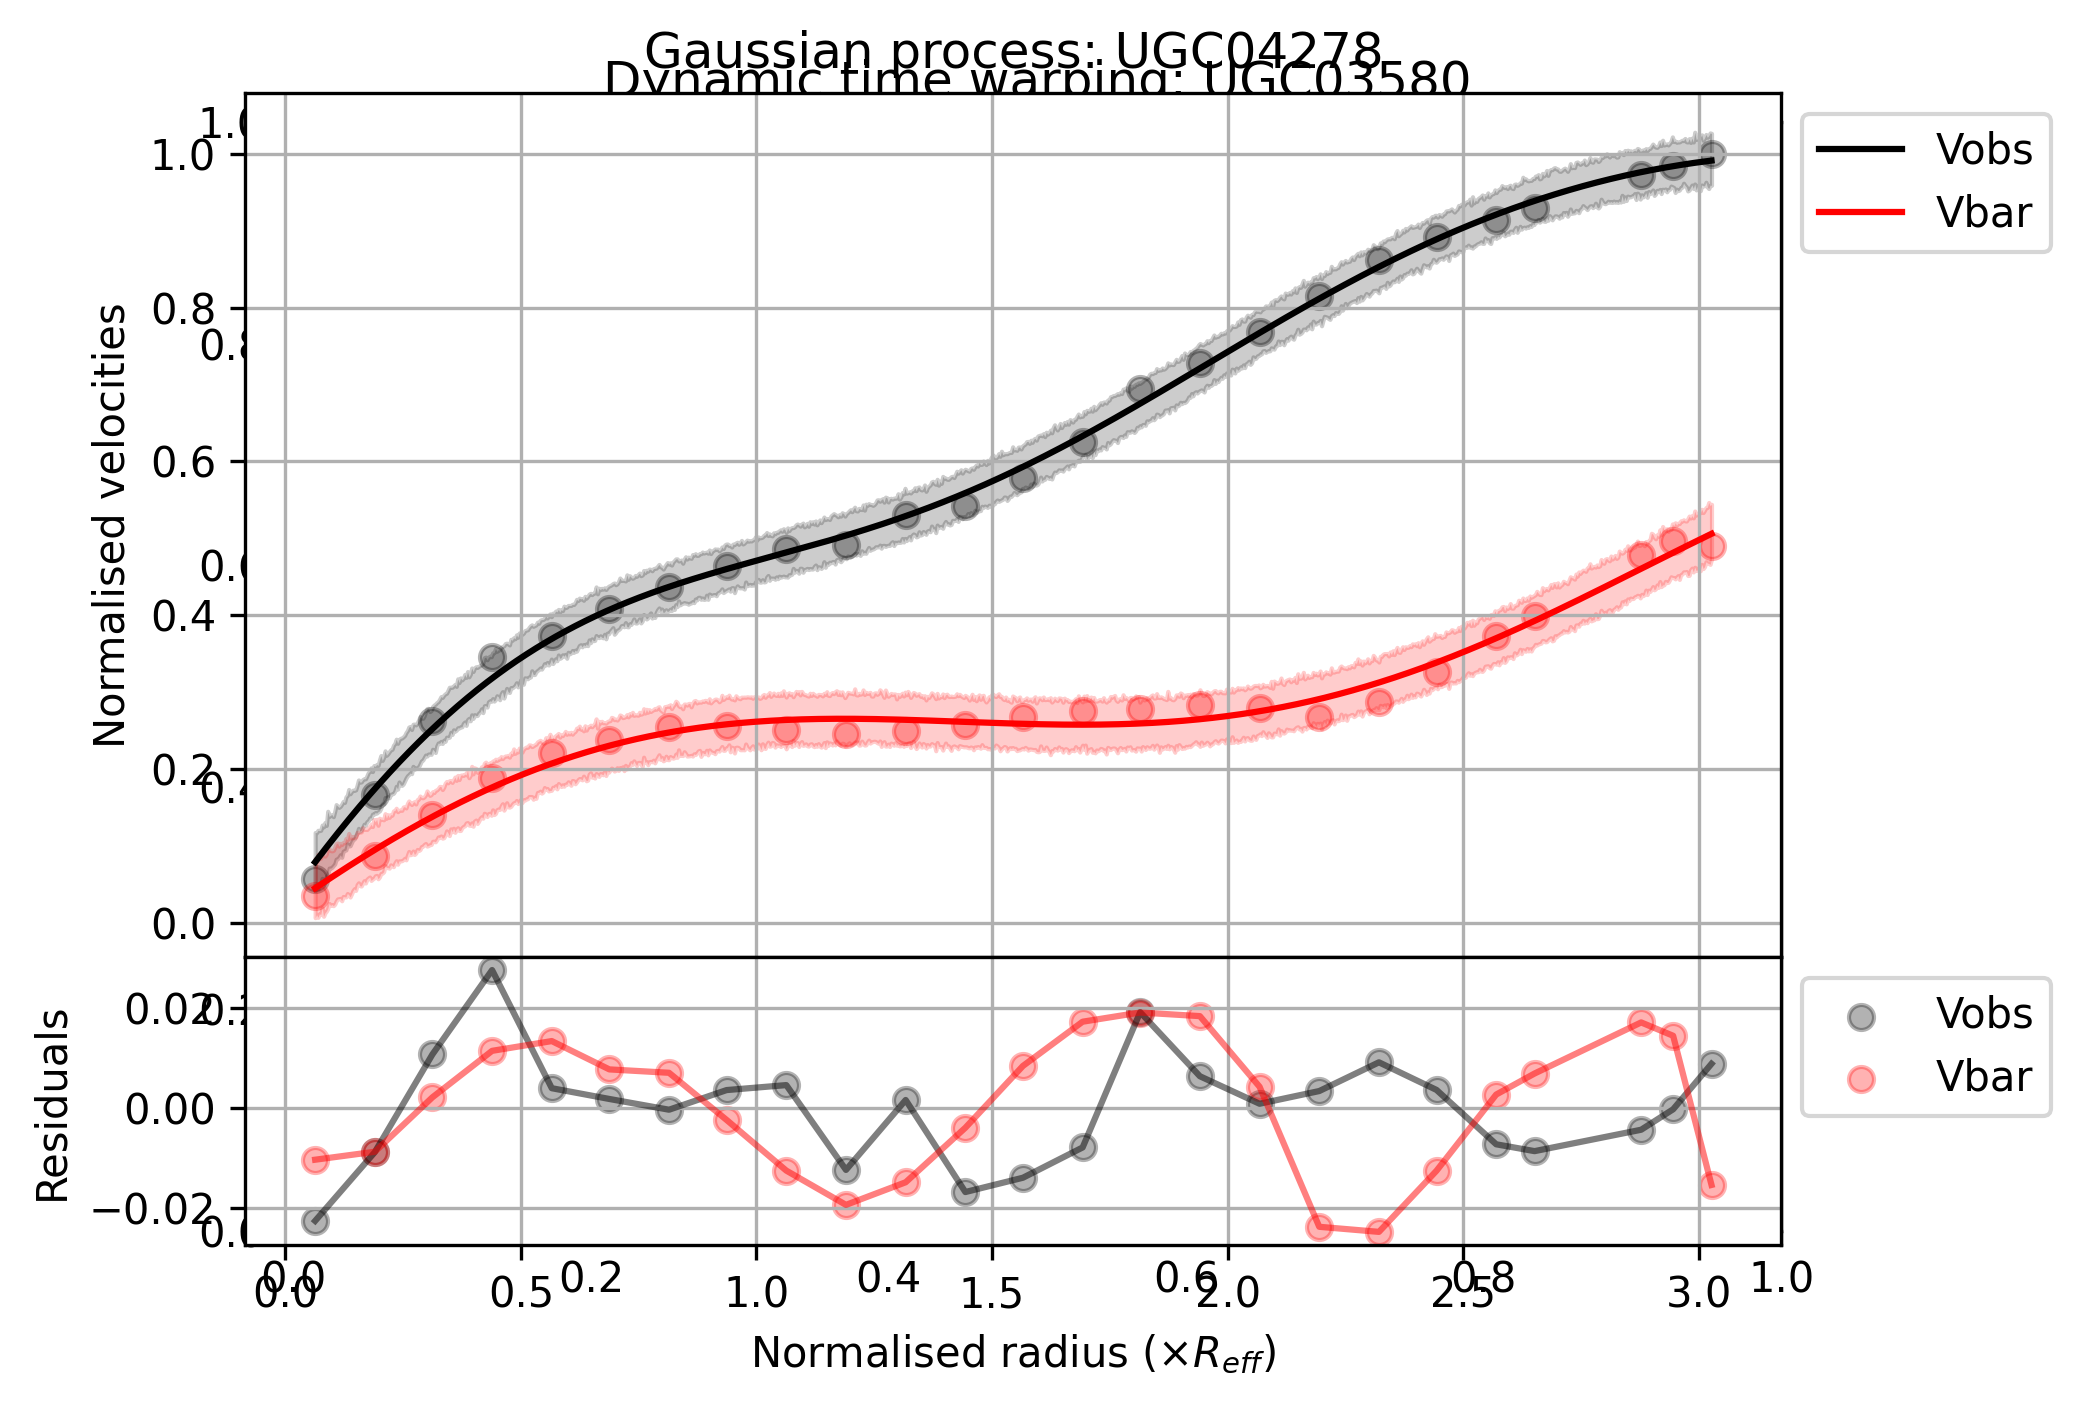 Gaussian process: UGC04278
Dynamic time warping: UGC03580
1.0
0.8
0.6
0.4
0.2
0.0
Normalised velocities
Vobs
Vbar
0.02
0.00
−0.02
Residuals
Vobs
Vbar
0.0 0.2 0.4 0.6 0.8 1.0
0.0 0.5 1.0 1.5 2.0 2.5 3.0
Normalised radius (×R_eff)